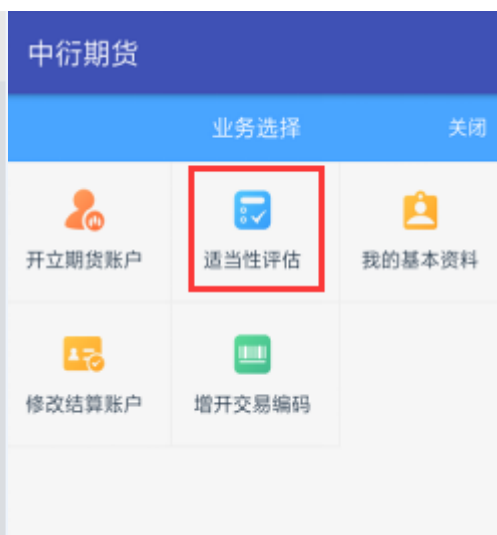 中衍期货
业务选择 关闭
开立期货账户 适当性评估 我的基本资料
修改结算账户 增开交易编码